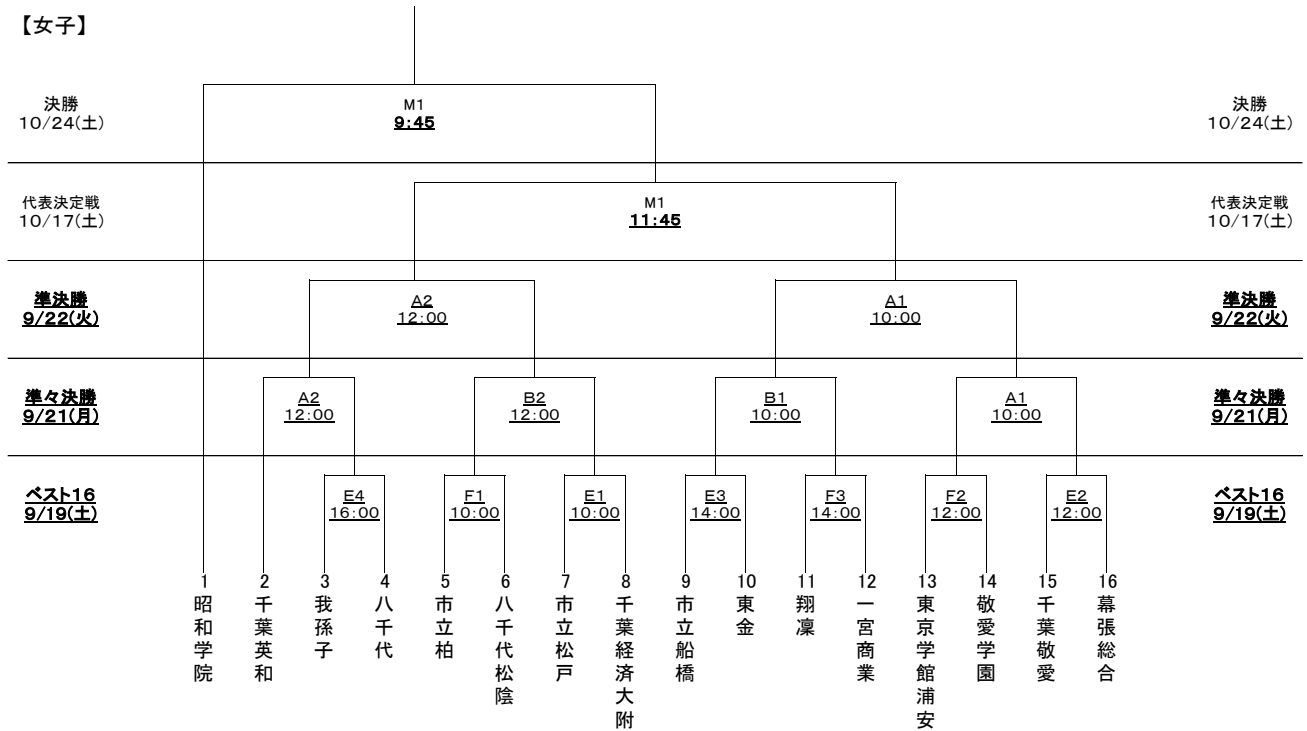 【女子】
決勝
10/24(土)
M1
9:45
決勝
10/24(土)
代表決定戦
10/17(土)
M1
11:45
代表決定戦
10/17(土)
準決勝
9/22(火)
A2
12:00
A1
10:00
準決勝
9/22(火)
準々決勝
9/21(月)
A2
12:00
B2
12:00
B1
10:00
A1
10:00
準々決勝
9/21(月)
ベスト16
9/19(土)
E4
16:00
F1
10:00
E1
10:00
E3
14:00
F3
14:00
F2
12:00
E2
12:00
ベスト16
9/19(土)
1
昭和学院
2
千葉英和
3
我孫子
4
八千代
5
市立柏
6
八千代松陰
7
市立松戸
8
千葉経済大附
9
市立船橋
10
東金
11
翔凜
12
一宮商業
13
東京学館浦安
14
敬愛学園
15
千葉敬愛
16
幕張総合